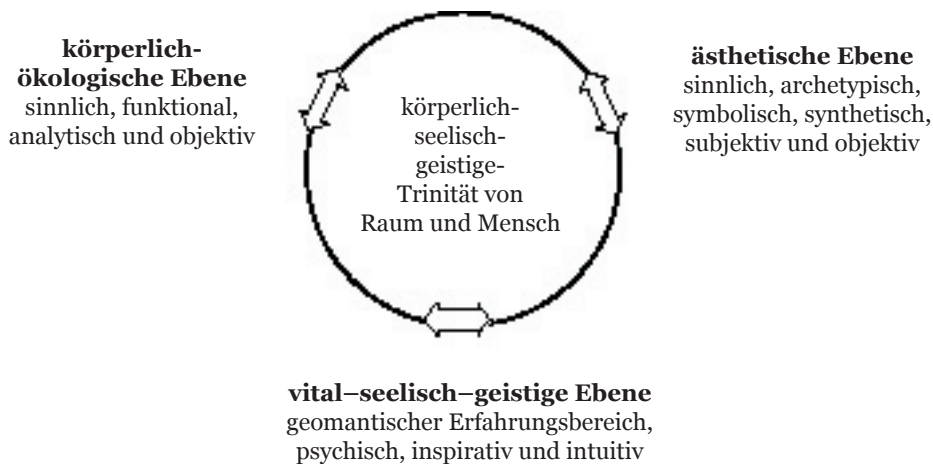 körperlich-
ökologische Ebene
sinnlich, funktional,
analytisch und objektiv
körperlich-
seelisch-
geistige-
Trinität von
Raum und Mensch
ästhetische Ebene
sinnlich, archetypisch,
symbolisch, synthetisch,
subjektiv und objektiv
vital–seelisch–geistige Ebene
geomantischer Erfahrungsbereich,
psychisch, inspirativ und intuitiv